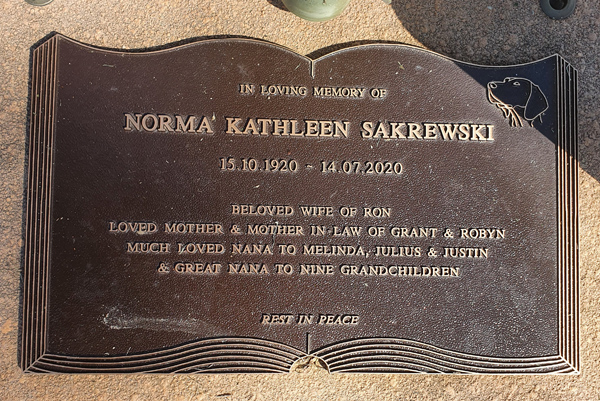 IN LOVING MEMORY OF
NORMA KATHLEEN SAKREWSKI
15.10.1920 - 14.07.2020
BELOVED WIFE OF RON
LOVED MOTHER & MOTHER IN LAW OF GRANT & ROBYN
MUCH LOVED NANA TO MELINDA, JULIUS & JUSTIN
& GREAT NANA TO NINE GRANDCHILDREN
REST IN PEACE